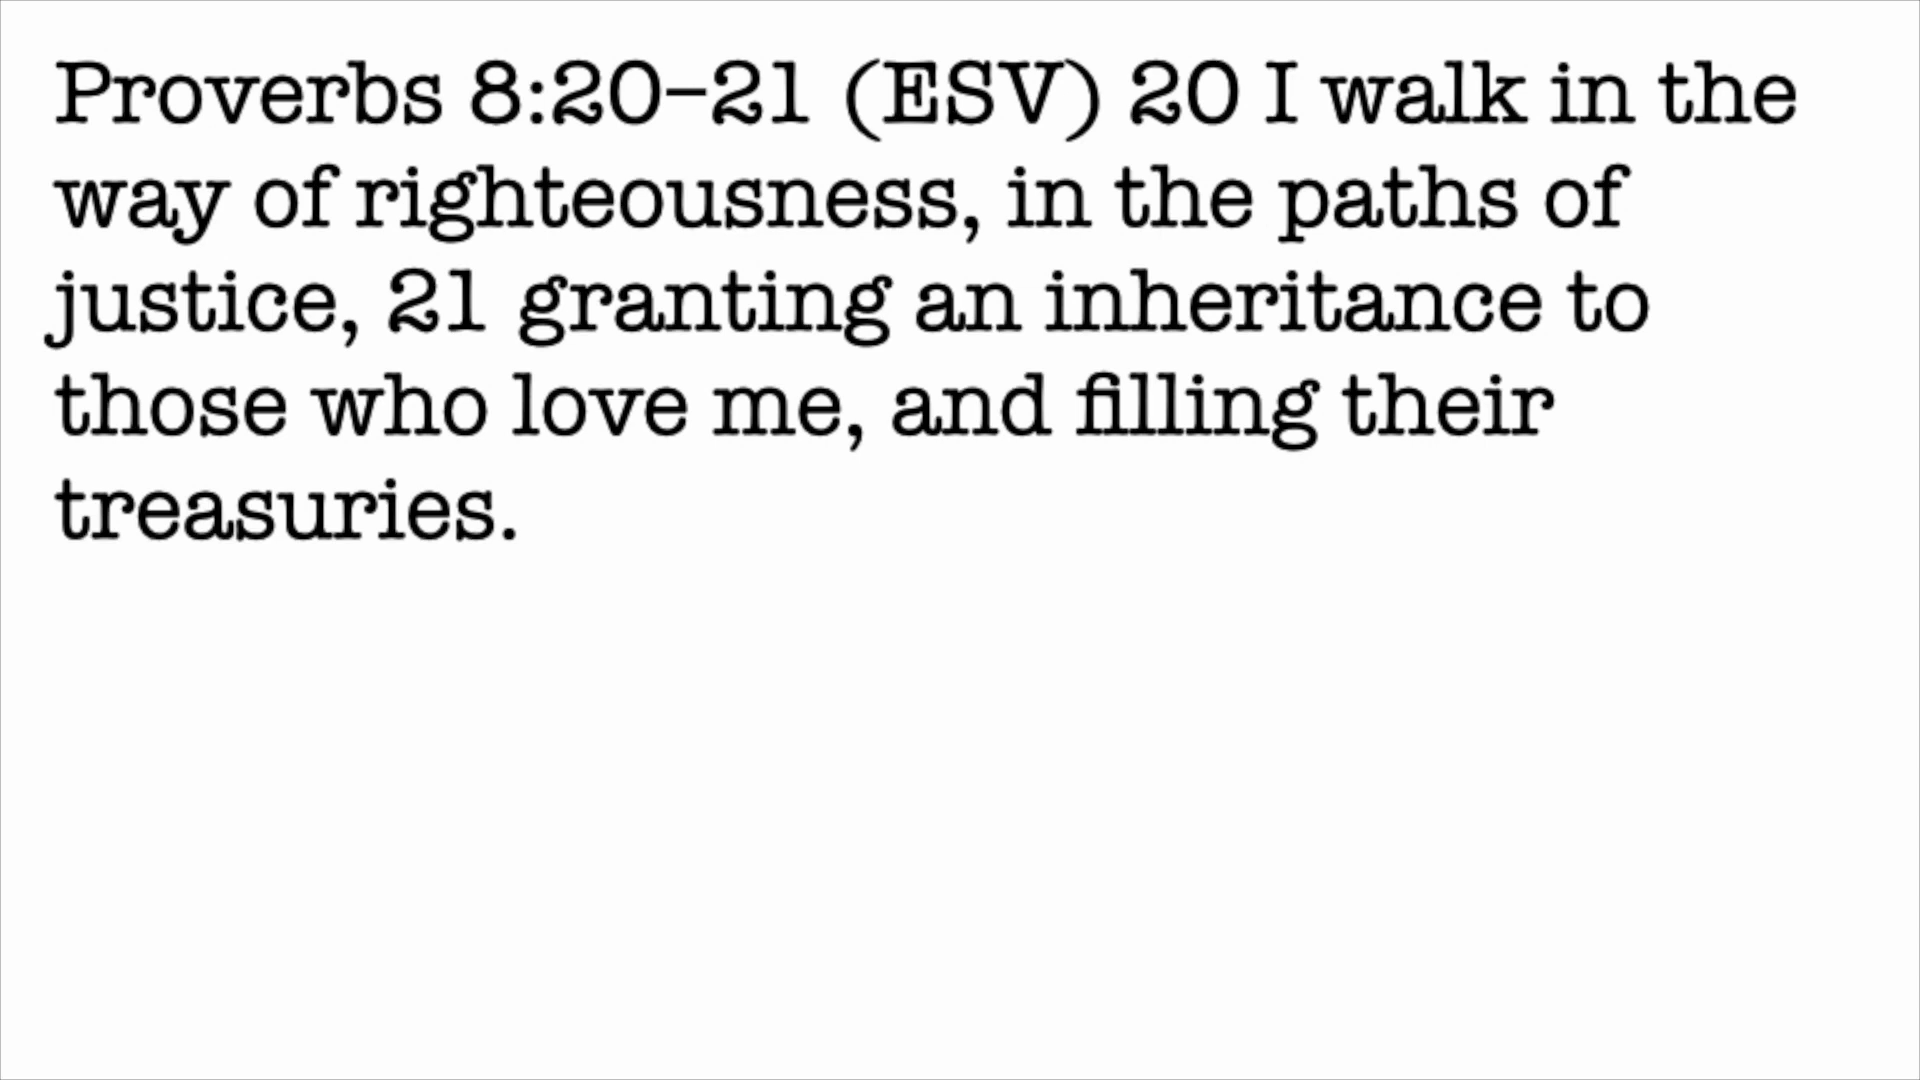 Proverbs 8:20–21 (ESV) 20 I walk in the
way of righteousness, in the paths of
justice, 21 granting an inheritance to
those who love me, and filling their
treasuries.